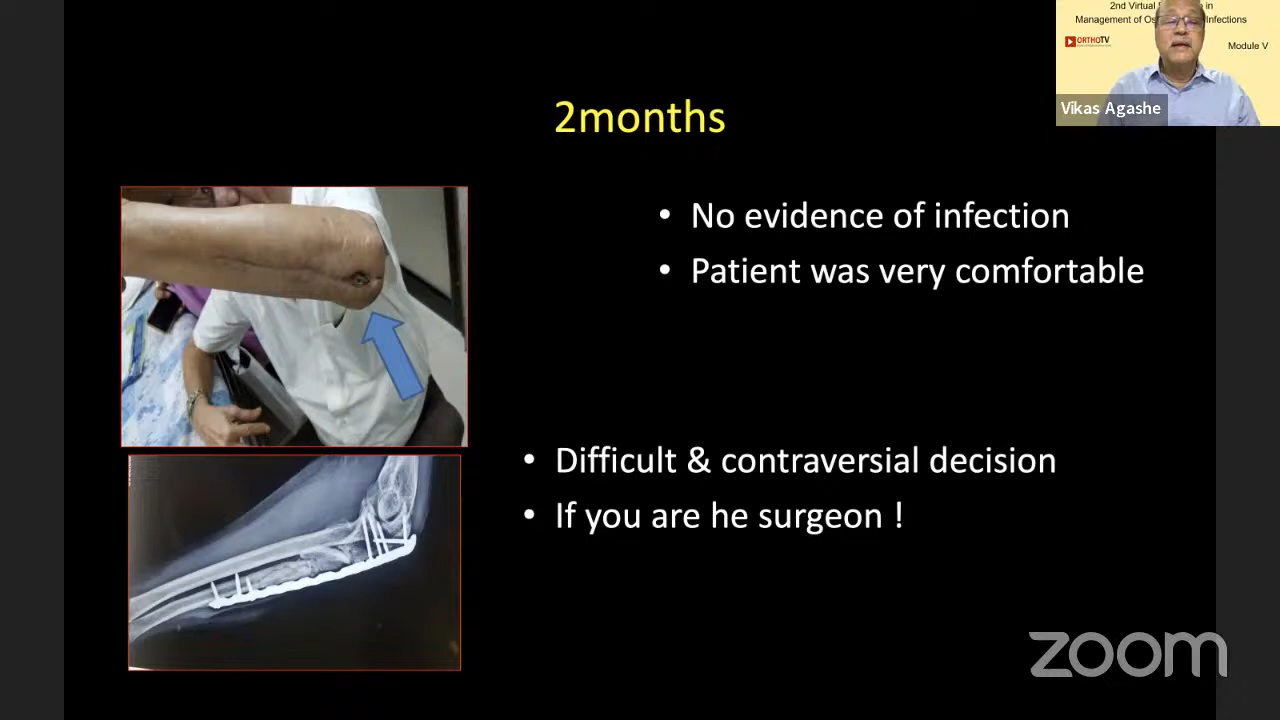 2nd Virtual in
Management of Os Infections
ORTHOTV
Module V
Vikas Agashe
2months
• No evidence of infection
• Patient was very comfortable
• Difficult & contraversial decision
• If you are he surgeon !
zoom